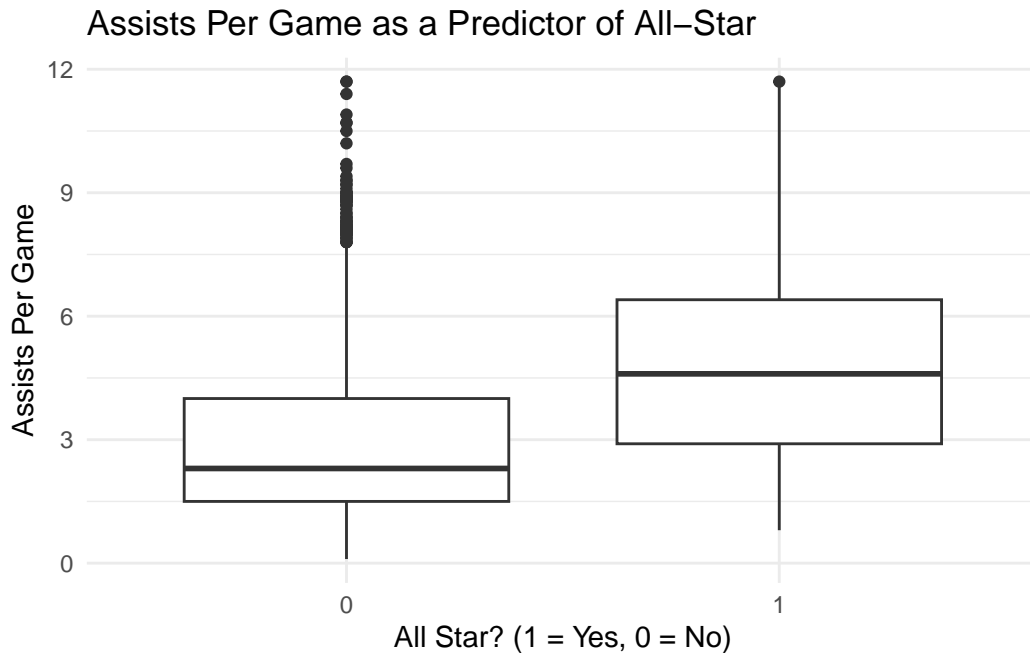 Assists Per Game as a Predictor of All−Star
12
9
6
3
0
Assists Per Game
0
1
All Star? (1 = Yes, 0 = No)